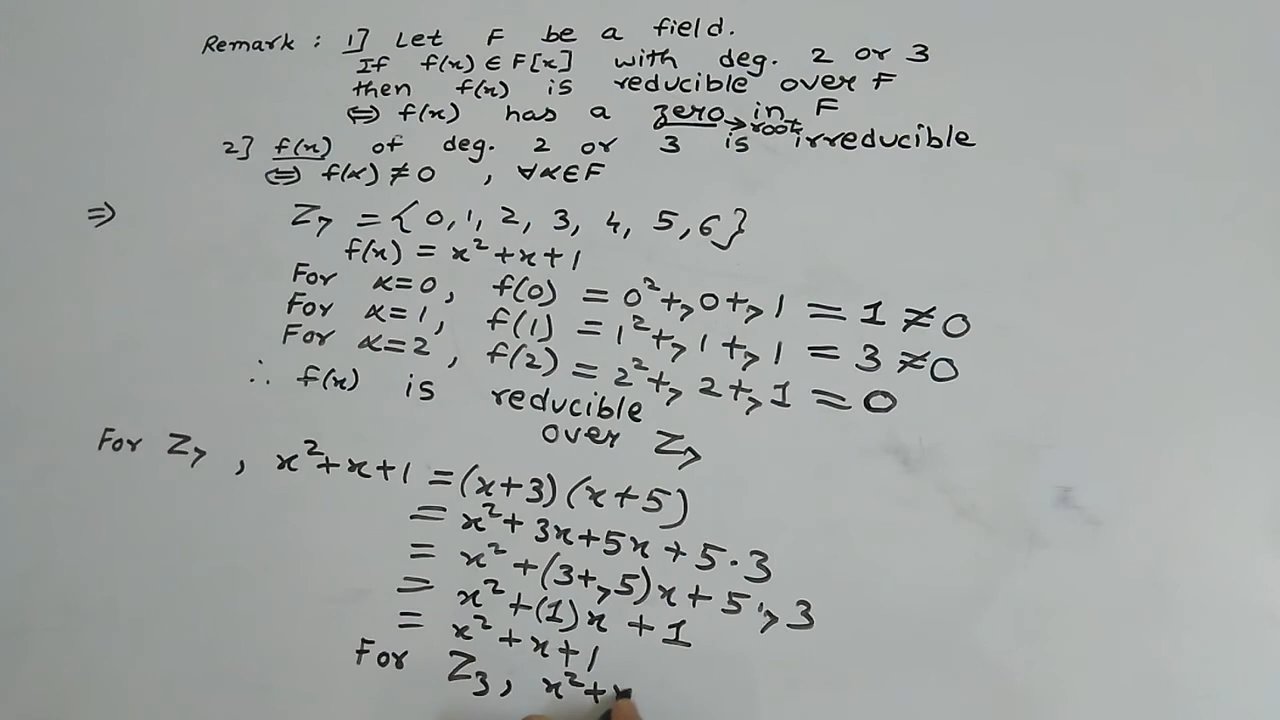 Remark : 1] Let F be a field.
If f(x) ∈ F[x] with deg. 2 or 3
then f(x) is reducible over F
⇔ f(x) has a zero in F
→ root
2] f(x) of deg. 2 or 3 is irreducible
⇔ f(α) ≠ 0 , ∀α∈F
⇒ Z₇ = {0, 1, 2, 3, 4, 5, 6}
f(x) = x² + x + 1
For α=0, f(0) = 0² +₇ 0 +₇ 1 = 1 ≠ 0
For α=1, f(1) = 1² +₇ 1 +₇ 1 = 3 ≠ 0
For α=2, f(2) = 2² +₇ 2 +₇ 1 = 0
∴ f(x) is reducible
over Z₇
For Z₇ , x² + x + 1 = (x+3) (x+5)
= x² + 3x + 5x + 5·3
= x² + (3 +₇ 5)x + 5 ·₇ 3
= x² + (1)x + 1
= x² + x + 1
For Z₃, x² + x